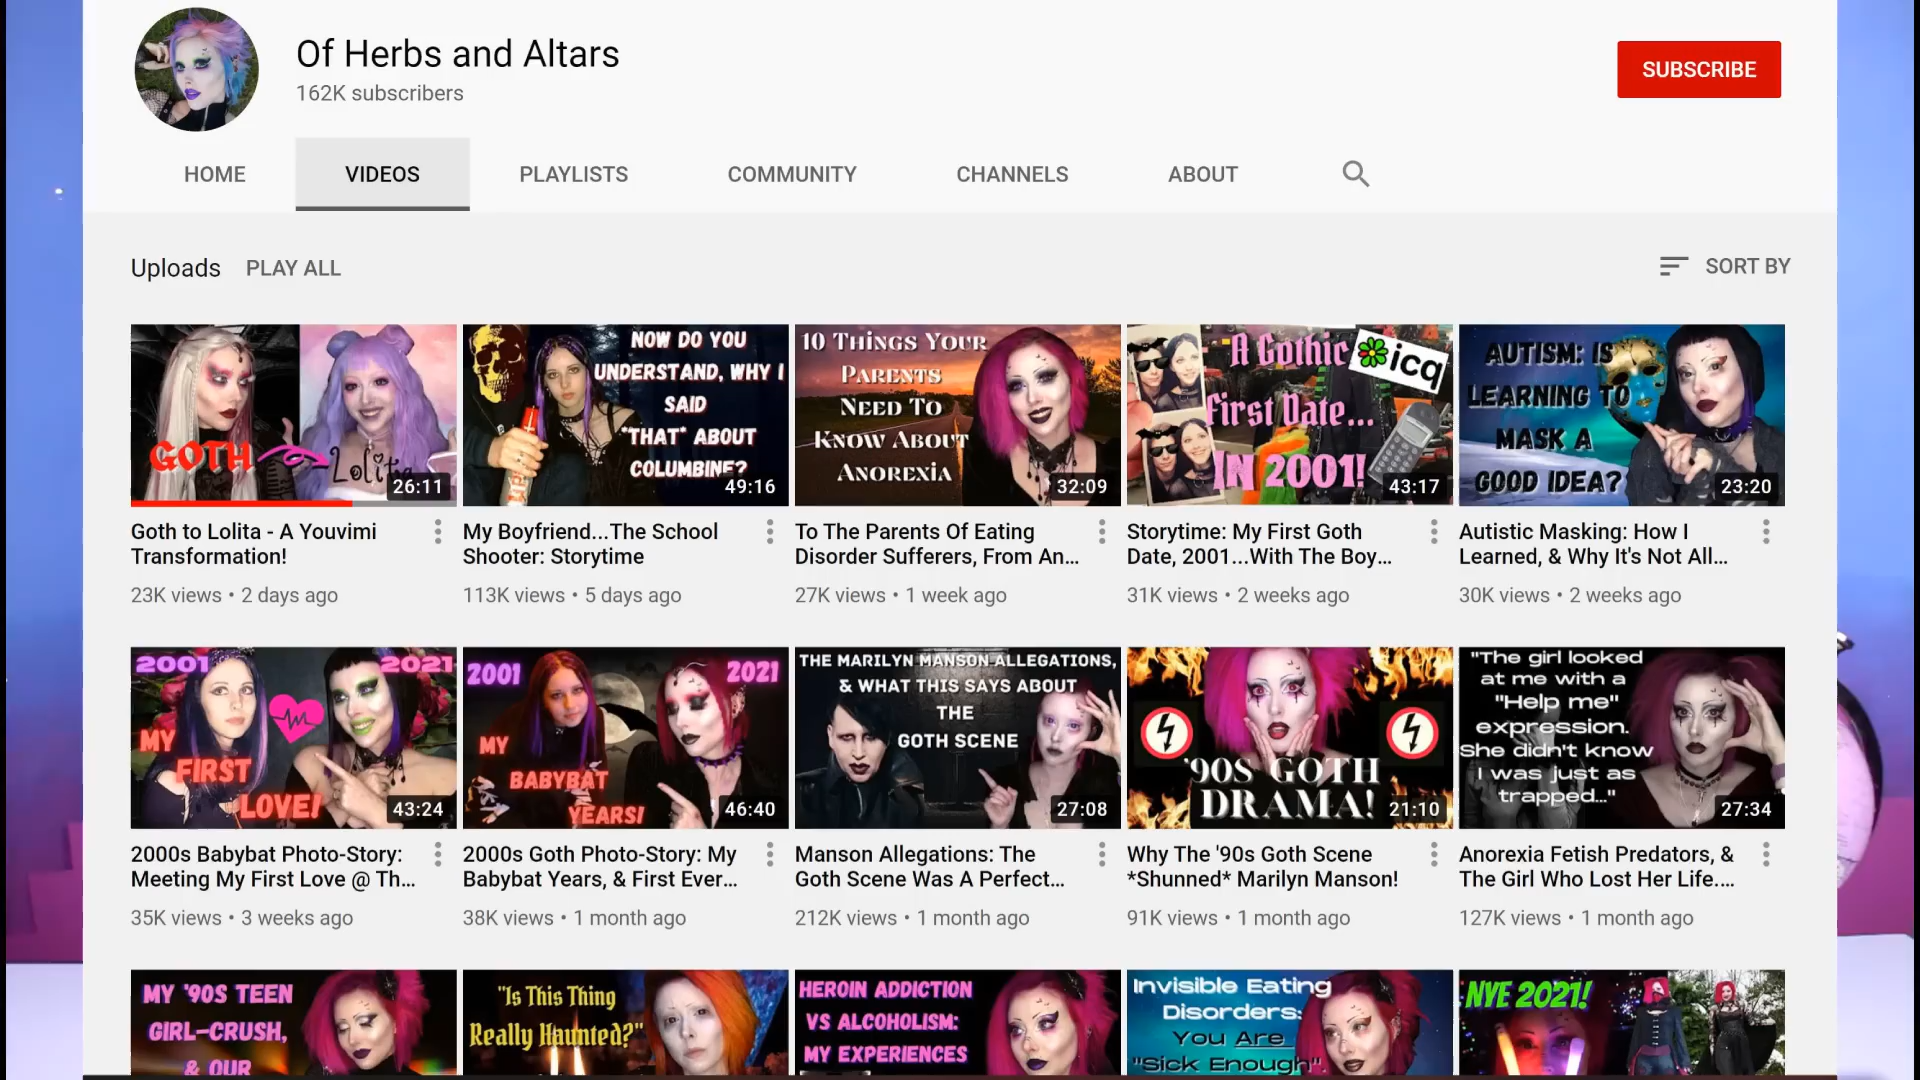 Of Herbs and Altars
162K subscribers
SUBSCRIBE
HOME
VIDEOS
PLAYLISTS
COMMUNITY
CHANNELS
ABOUT
Uploads
PLAY ALL
SORT BY
GOTH
Lolita
26:11
NOW DO YOU
UNDERSTAND, WHY I
SAID
*THAT* ABOUT
COLUMBINE?
49:16
10 Things Your
Parents
Need To
Know About
Anorexia
32:09
A Gothic
icq
First Date...
IN 2001!
43:17
AUTISM: IS
LEARNING TO
MASK A
GOOD IDEA?
23:20
Goth to Lolita - A Youvimi
Transformation!
23K views • 2 days ago
My Boyfriend...The School
Shooter: Storytime
113K views • 5 days ago
To The Parents Of Eating
Disorder Sufferers, From An...
27K views • 1 week ago
Storytime: My First Goth
Date, 2001...With The Boy...
31K views • 2 weeks ago
Autistic Masking: How I
Learned, & Why It's Not All...
30K views • 2 weeks ago
2001
2021
MY
FIRST
LOVE!
43:24
2001
2021
MY
BABYBAT
YEARS!
46:40
THE MARILYN MANSON ALLEGATIONS,
& WHAT THIS SAYS ABOUT
THE
GOTH SCENE
27:08
'90S GOTH
DRAMA!
21:10
"The girl looked
at me with a
"Help me"
expression.
She didn't know
I was just as
trapped..."
27:34
2000s Babybat Photo-Story:
Meeting My First Love @ Th...
35K views • 3 weeks ago
2000s Goth Photo-Story: My
Babybat Years, & First Ever...
38K views • 1 month ago
Manson Allegations: The
Goth Scene Was A Perfect...
212K views • 1 month ago
Why The '90s Goth Scene
*Shunned* Marilyn Manson!
91K views • 1 month ago
Anorexia Fetish Predators, &
The Girl Who Lost Her Life....
127K views • 1 month ago
MY '90S TEEN
GIRL-CRUSH,
& OUR
"Is This Thing
Really Haunted?"
HEROIN ADDICTION
VS ALCOHOLISM:
MY EXPERIENCES
Invisible Eating
Disorders:
You Are
"Sick Enough".
NYE 2021!